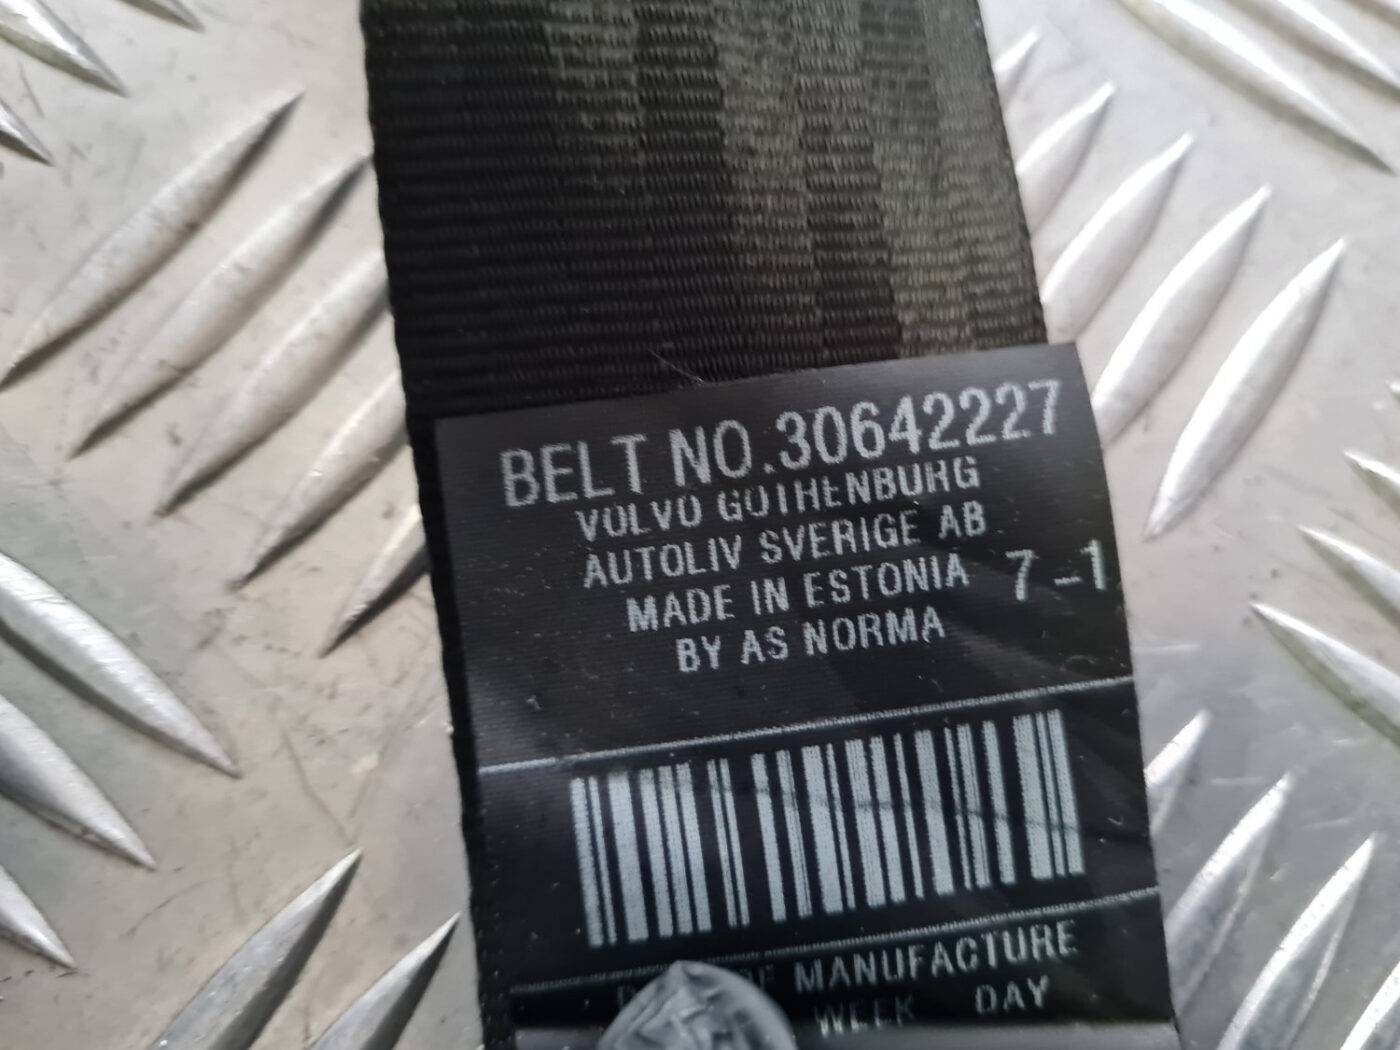 BELT NO.30642227
VOLVO GOTHENBURG
AUTOLIV SVERIGE AB
MADE IN ESTONIA 7-1
BY AS NORMA
MANUFACTURE
WEEK DAY